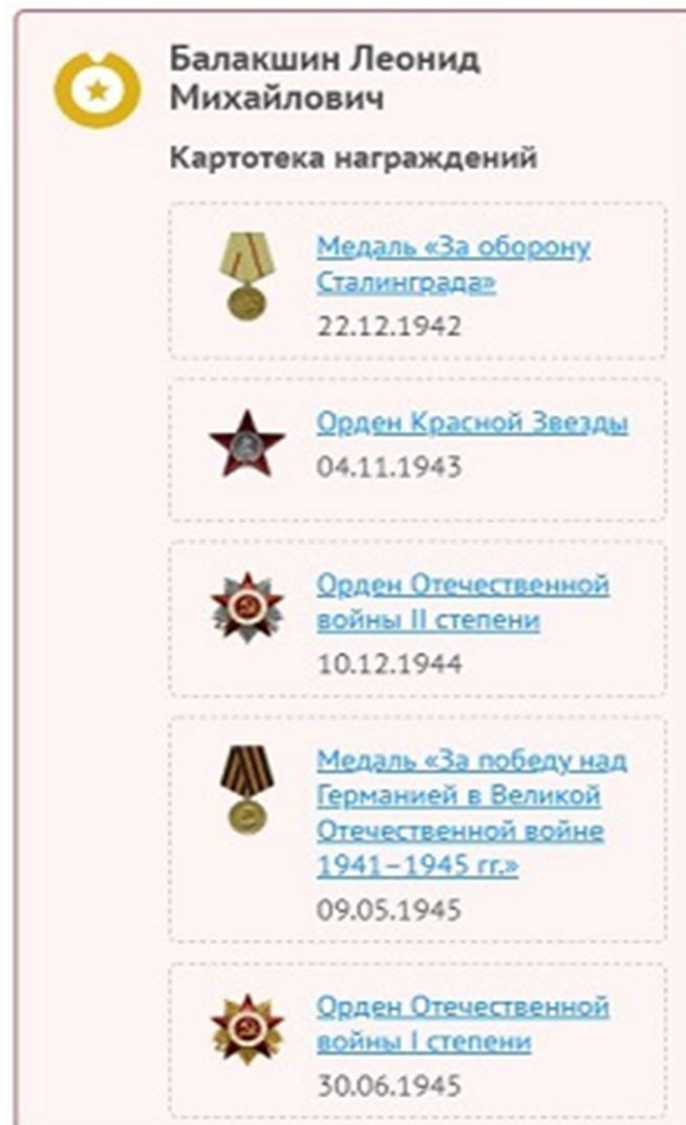 Балакшин Леонид
Михайлович
Картотека награждений
Медаль «За оборону
Сталинграда»
22.12.1942
Орден Красной Звезды
04.11.1943
Орден Отечественной
войны II степени
10.12.1944
Медаль «За победу над
Германией в Великой
Отечественной войне
1941–1945 гг.»
09.05.1945
Орден Отечественной
войны I степени
30.06.1945